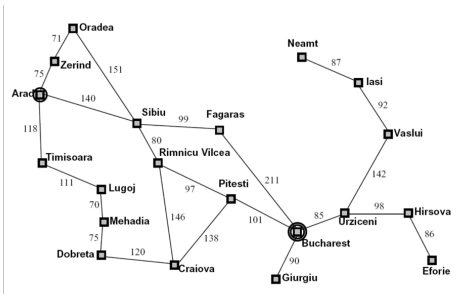 Oradea
71
Neamt
Zerind
87
151
75
Iasi
Arad
140
92
Sibiu
Fagaras
99
118
Vaslui
80
Rimnicu Vilcea
Timisoara
142
111
211
Pitesti
Lugoj
97
70
98
Hirsova
146
101
85
Mehadia
Urziceni
138
86
75
Bucharest
120
90
Dobreta
Craiova
Eforie
Giurgiu